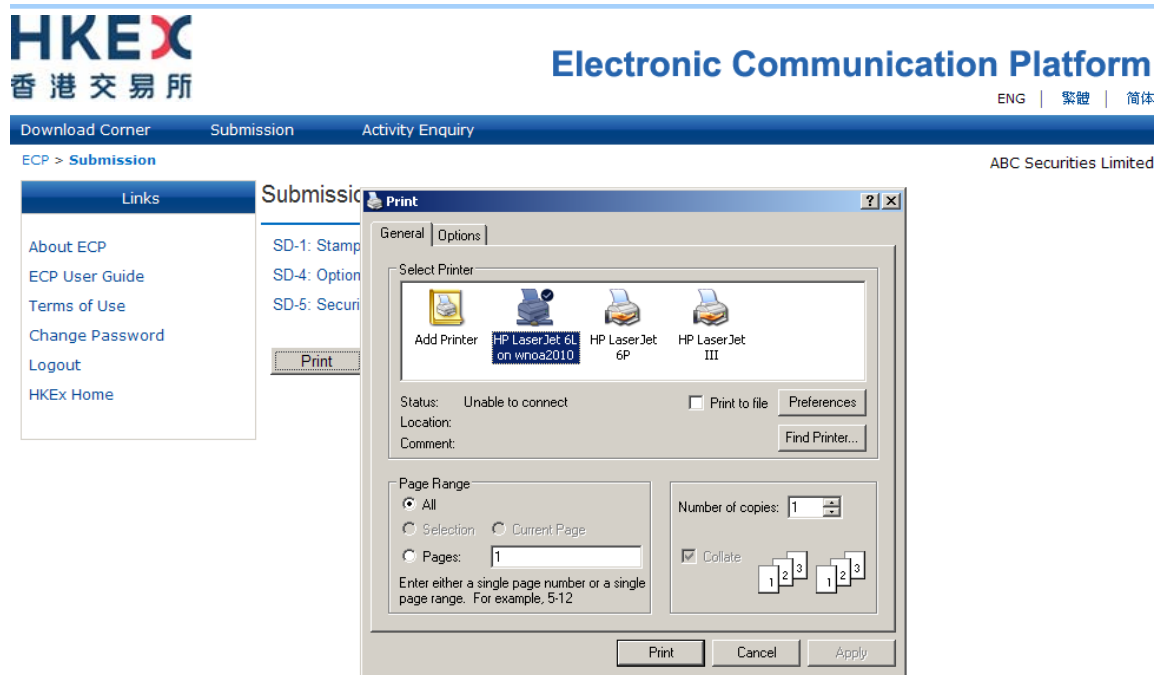 HKEX
香港交易所
Electronic Communication Platform
ENG | 繁體 | 简体
Download Corner Submission Activity Enquiry
ECP > Submission
ABC Securities Limited
Links
About ECP
ECP User Guide
Terms of Use
Change Password
Logout
HKEx Home
Submissio
SD-1: Stamp
SD-4: Option
SD-5: Securi
Print
Print
General Options
Select Printer
Add Printer
HP LaserJet 6L
on wnoa2010
HP LaserJet
6P
HP LaserJet
III
Status: Unable to connect
Print to file
Preferences
Location:
Comment:
Find Printer...
Page Range
All
Selection Current Page
Pages: 1
Enter either a single page number or a single
page range. For example, 5-12
Number of copies: 1
Collate
1 2 3 1 2 3
Print Cancel Apply